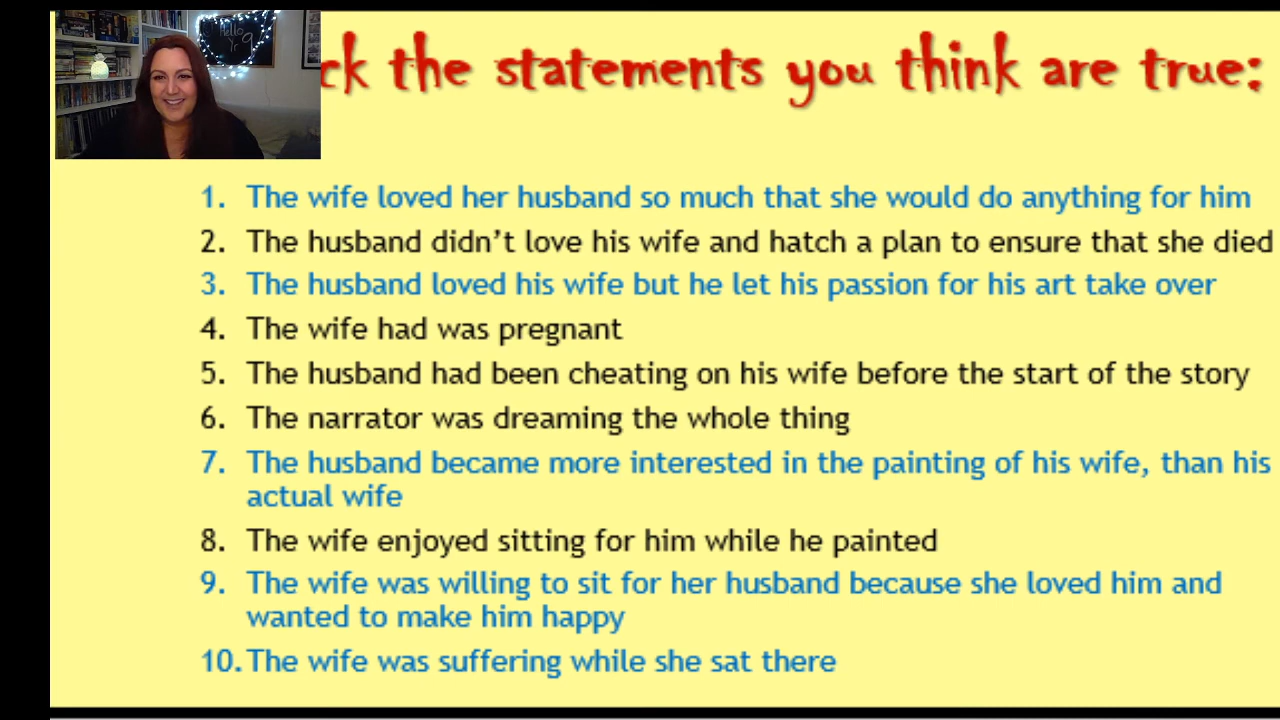 Hello
Yr 9
ck the statements you think are true:
1. The wife loved her husband so much that she would do anything for him
2. The husband didn't love his wife and hatch a plan to ensure that she died
3. The husband loved his wife but he let his passion for his art take over
4. The wife had was pregnant
5. The husband had been cheating on his wife before the start of the story
6. The narrator was dreaming the whole thing
7. The husband became more interested in the painting of his wife, than his
actual wife
8. The wife enjoyed sitting for him while he painted
9. The wife was willing to sit for her husband because she loved him and
wanted to make him happy
10. The wife was suffering while she sat there